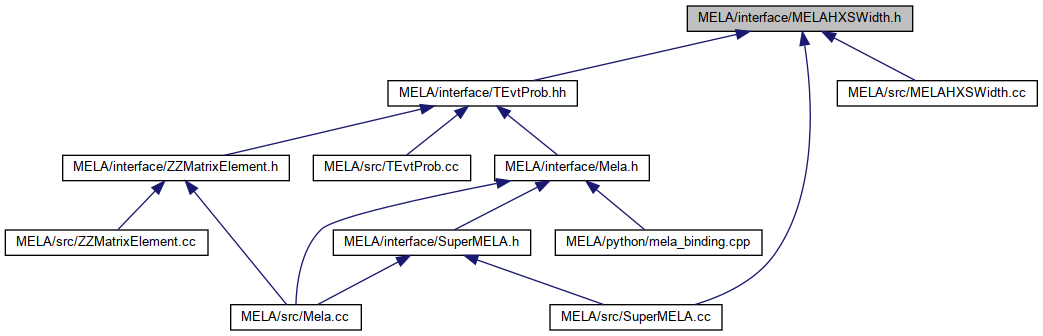 MELA/interface/MELAHXSWidth.h
MELA/interface/TEvtProb.hh
MELA/src/MELAHXSWidth.cc
MELA/interface/ZZMatrixElement.h
MELA/src/TEvtProb.cc
MELA/interface/Mela.h
MELA/src/ZZMatrixElement.cc
MELA/interface/SuperMELA.h
MELA/python/mela_binding.cpp
MELA/src/Mela.cc
MELA/src/SuperMELA.cc